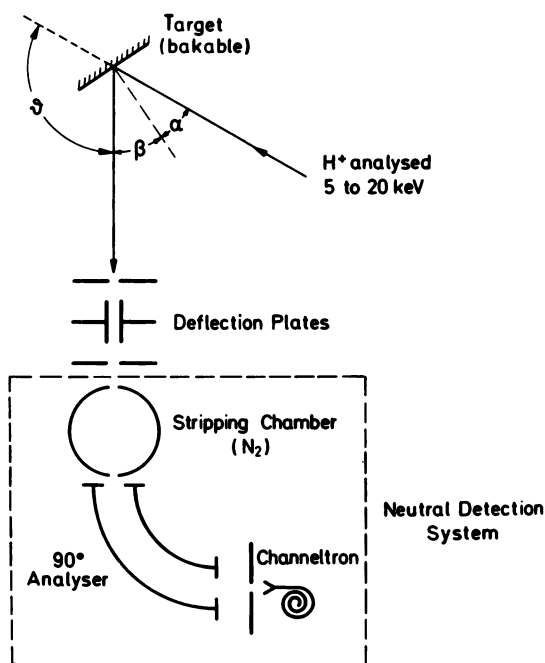 Target
(bakable)
ϑ
β
α
H⁺ analysed
5 to 20 keV
Deflection Plates
Stripping Chamber
(N₂)
Neutral Detection
System
90°
Analyser
Channeltron